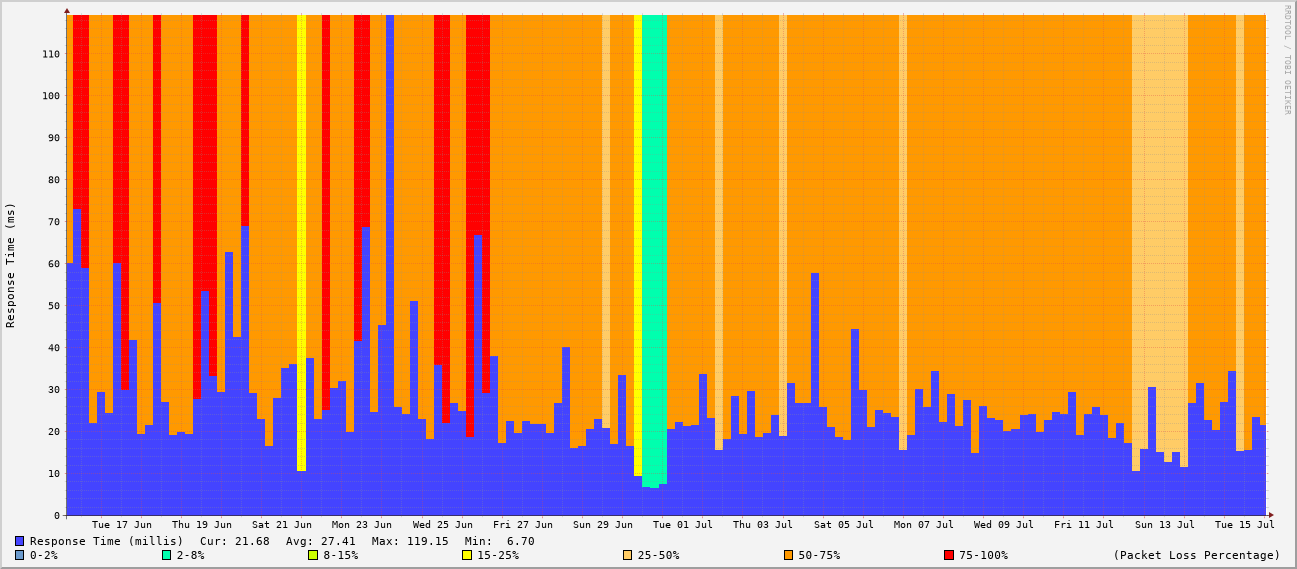 RRDTOOL / TOBI OETIKER
Response Time (ms)
110
100
90
80
70
60
50
40
30
20
10
0
Tue 17 Jun Thu 19 Jun Sat 21 Jun Mon 23 Jun Wed 25 Jun Fri 27 Jun Sun 29 Jun Tue 01 Jul Thu 03 Jul Sat 05 Jul Mon 07 Jul Wed 09 Jul Fri 11 Jul Sun 13 Jul Tue 15 Jul
Response Time (millis) Cur: 21.68 Avg: 27.41 Max: 119.15 Min: 6.70
0-2% 2-8% 8-15% 15-25% 25-50% 50-75% 75-100% (Packet Loss Percentage)